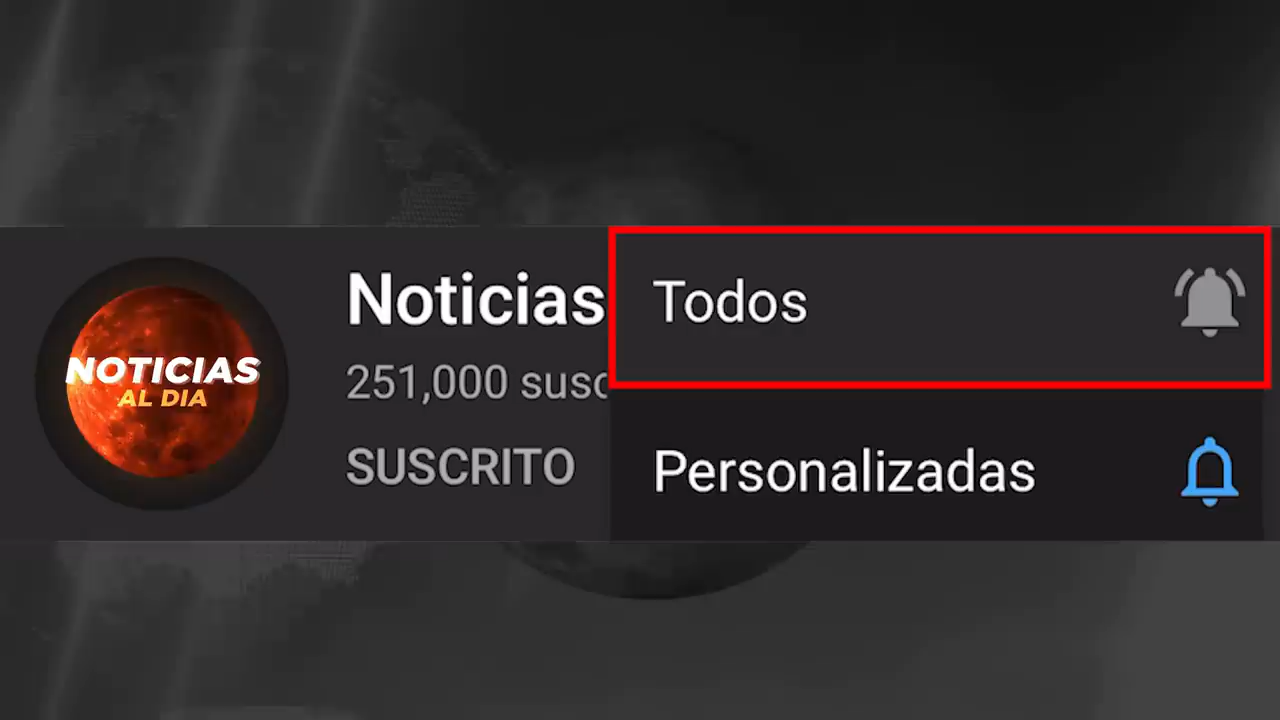 NOTICIAS
AL DIA
Noticias
251,000 susc
SUSCRITO
Todos
Personalizadas